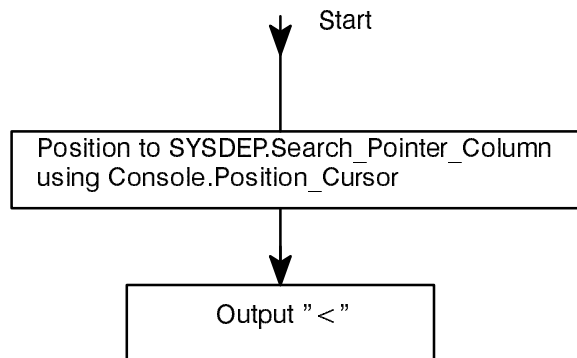 Start
Position to SYSDEP.Search_Pointer_Column
using Console.Position_Cursor
Output ”<”